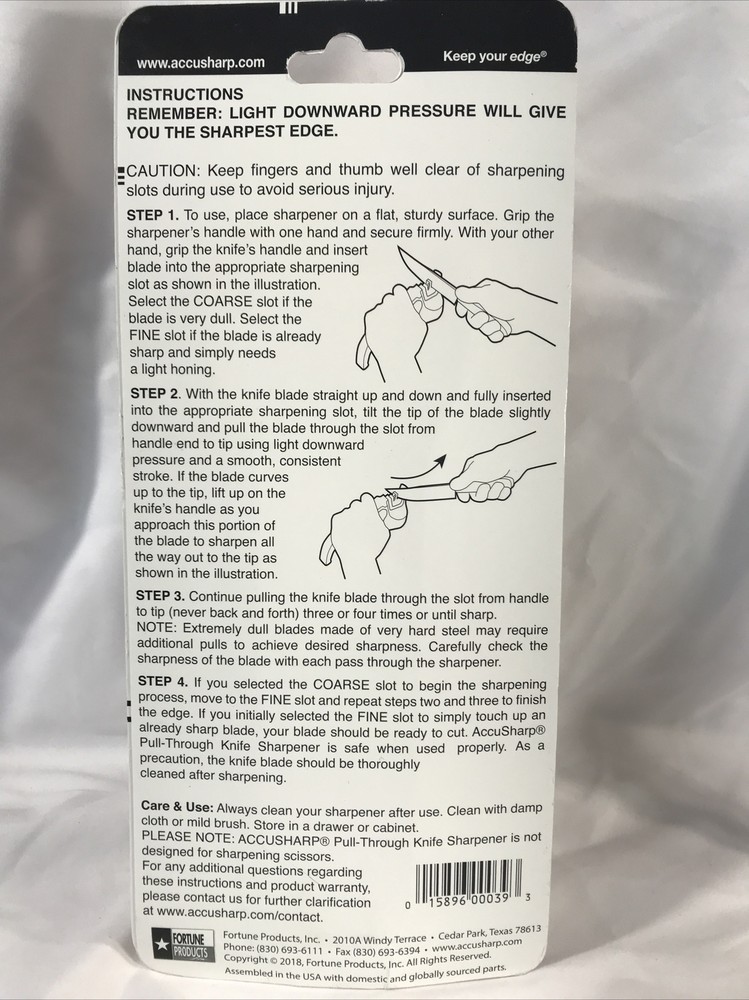 www.accusharp.com
Keep your edge®
INSTRUCTIONS
REMEMBER: LIGHT DOWNWARD PRESSURE WILL GIVE
YOU THE SHARPEST EDGE.
CAUTION: Keep fingers and thumb well clear of sharpening
slots during use to avoid serious injury.
STEP 1. To use, place sharpener on a flat, sturdy surface. Grip the
sharpener's handle with one hand and secure firmly. With your other
hand, grip the knife's handle and insert
blade into the appropriate sharpening
slot as shown in the illustration.
Select the COARSE slot if the
blade is very dull. Select the
FINE slot if the blade is already
sharp and simply needs
a light honing.
STEP 2. With the knife blade straight up and down and fully inserted
into the appropriate sharpening slot, tilt the tip of the blade slightly
downward and pull the blade through the slot from
handle end to tip using light downward
pressure and a smooth, consistent
stroke. If the blade curves
up to the tip, lift up on the
knife's handle as you
approach this portion of
the blade to sharpen all
the way out to the tip as
shown in the illustration.
STEP 3. Continue pulling the knife blade through the slot from handle
to tip (never back and forth) three or four times or until sharp.
NOTE: Extremely dull blades made of very hard steel may require
additional pulls to achieve desired sharpness. Carefully check the
sharpness of the blade with each pass through the sharpener.
STEP 4. If you selected the COARSE slot to begin the sharpening
process, move to the FINE slot and repeat steps two and three to finish
the edge. If you initially selected the FINE slot to simply touch up an
already sharp blade, your blade should be ready to cut. AccuSharp®
Pull-Through Knife Sharpener is safe when used properly. As a
precaution, the knife blade should be thoroughly
cleaned after sharpening.
Care & Use: Always clean your sharpener after use. Clean with damp
cloth or mild brush. Store in a drawer or cabinet.
PLEASE NOTE: ACCUSHARP® Pull-Through Knife Sharpener is not
designed for sharpening scissors.
For any additional questions regarding
these instructions and product warranty,
please contact us for further clarification
at www.accusharp.com/contact.
0 15896 00039 3
FORTUNE
PRODUCTS
Fortune Products, Inc. • 2010A Windy Terrace • Cedar Park, Texas 78613
Phone: (830) 693-6111 • Fax (830) 693-6394 • www.accusharp.com
Copyright © 2018, Fortune Products, Inc. All Rights Reserved.
Assembled in the USA with domestic and globally sourced parts.